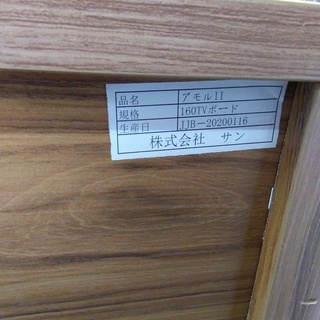 品名 アモルII
規格 160TVボード
生産日 IJB-20200116
株式会社 サン